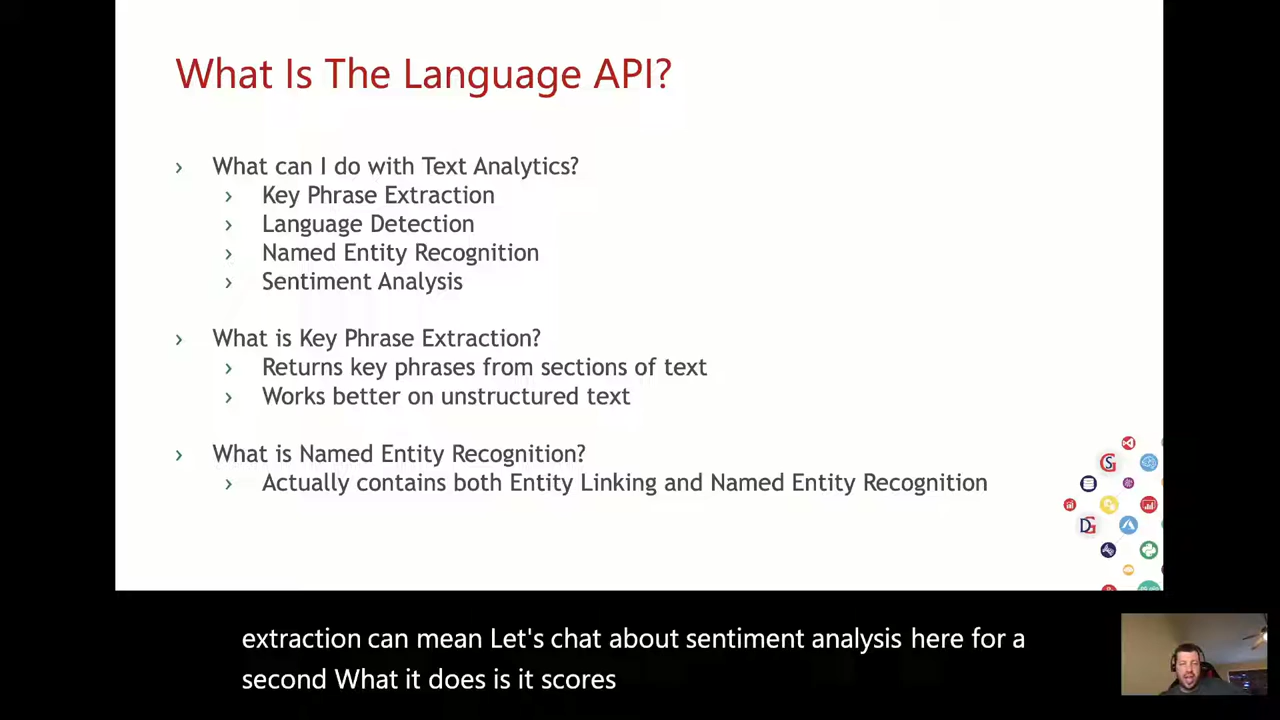 What Is The Language API?
› What can I do with Text Analytics?
› Key Phrase Extraction
› Language Detection
› Named Entity Recognition
› Sentiment Analysis
› What is Key Phrase Extraction?
› Returns key phrases from sections of text
› Works better on unstructured text
› What is Named Entity Recognition?
› Actually contains both Entity Linking and Named Entity Recognition
extraction can mean Let's chat about sentiment analysis here for a
second What it does is it scores